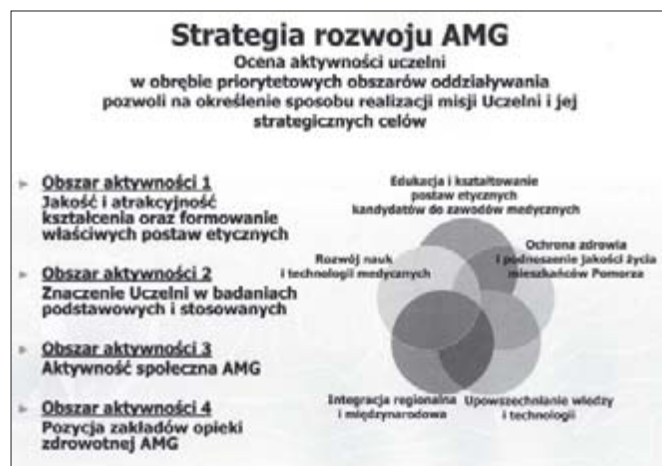 Strategia rozwoju AMG
Ocena aktywności uczelni
w obrębie priorytetowych obszarów oddziaływania
pozwoli na określenie sposobu realizacji misji Uczelni i jej
strategicznych celów
Obszar aktywności 1
Jakość i atrakcyjność
kształcenia oraz formowanie
właściwych postaw etycznych
Obszar aktywności 2
Znaczenie Uczelni w badaniach
podstawowych i stosowanych
Obszar aktywności 3
Aktywność społeczna AMG
Obszar aktywności 4
Pozycja zakładów opieki
zdrowotnej AMG
Edukacja i kształtowanie
postaw etycznych
kandydatów do zawodów medycznych
Rozwój nauk
i technologii medycznych
Ochrona zdrowia
i podnoszenie jakości życia
mieszkańców Pomorza
Integracja regionalna
i międzynarodowa
Upowszechnianie wiedzy
i technologii